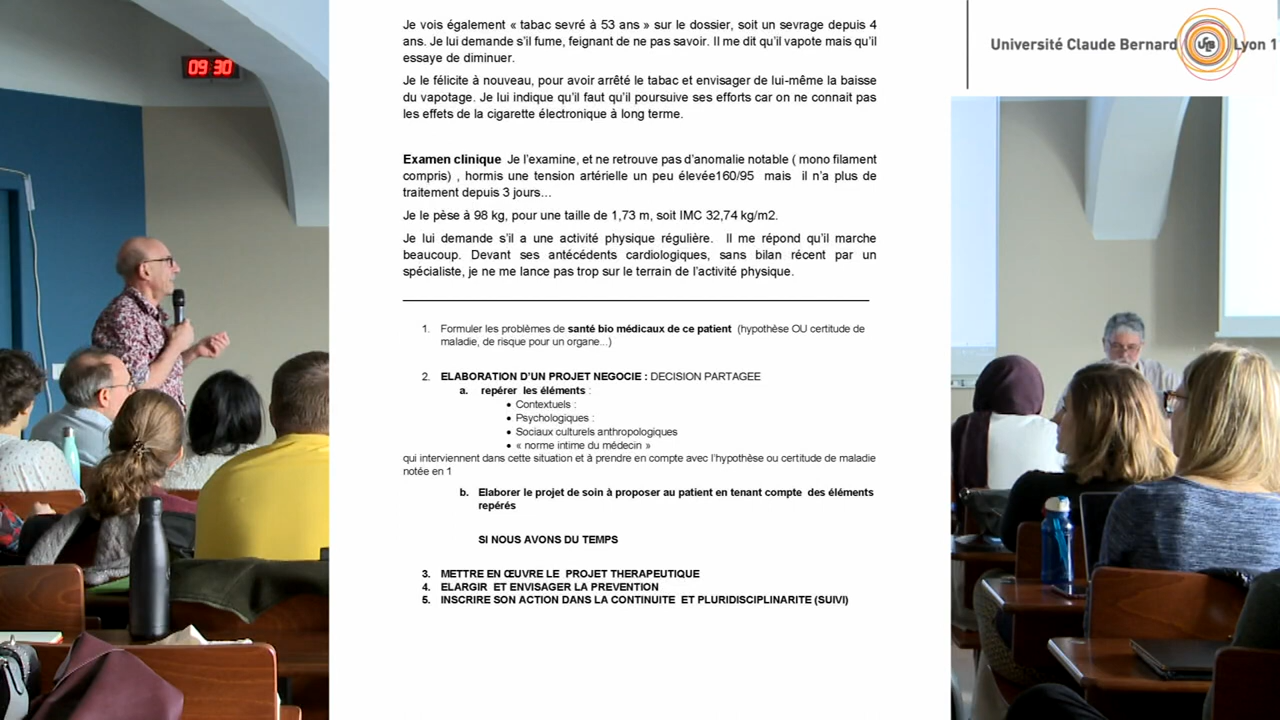 09 30
Université Claude Bernard Lyon 1
Je vois également « tabac sevré à 53 ans » sur le dossier, soit un sevrage depuis 4
ans. Je lui demande s'il fume, feignant de ne pas savoir. Il me dit qu'il vapote mais qu'il
essaye de diminuer.
Je le félicite à nouveau, pour avoir arrêté le tabac et envisager de lui-même la baisse
du vapotage. Je lui indique qu'il faut qu'il poursuive ses efforts car on ne connait pas
les effets de la cigarette électronique à long terme.
Examen clinique Je l'examine, et ne retrouve pas d'anomalie notable ( mono filament
compris) , hormis une tension artérielle un peu élevée160/95 mais il n'a plus de
traitement depuis 3 jours...
Je le pèse à 98 kg, pour une taille de 1,73 m, soit IMC 32,74 kg/m2.
Je lui demande s'il a une activité physique régulière. Il me répond qu'il marche
beaucoup. Devant ses antécédents cardiologiques, sans bilan récent par un
spécialiste, je ne me lance pas trop sur le terrain de l'activité physique.
1. Formuler les problèmes de santé bio médicaux de ce patient (hypothèse OU certitude de
maladie, de risque pour un organe...)
2. ELABORATION D'UN PROJET NEGOCIE : DECISION PARTAGEE
a. repérer les éléments :
• Contextuels :
• Psychologiques :
• Sociaux culturels anthropologiques
• « norme intime du médecin »
qui interviennent dans cette situation et à prendre en compte avec l'hypothèse ou certitude de maladie
notée en 1
b. Elaborer le projet de soin à proposer au patient en tenant compte des éléments
repérés
SI NOUS AVONS DU TEMPS
3. METTRE EN ŒUVRE LE PROJET THERAPEUTIQUE
4. ELARGIR ET ENVISAGER LA PREVENTION
5. INSCRIRE SON ACTION DANS LA CONTINUITE ET PLURIDISCIPLINARITE (SUIVI)